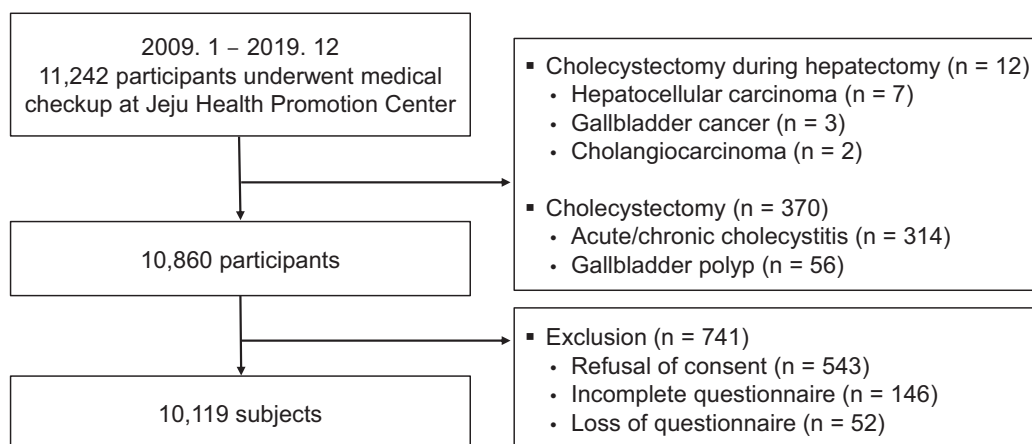 2009. 1 – 2019. 12
11,242 participants underwent medical
checkup at Jeju Health Promotion Center
▪ Cholecystectomy during hepatectomy (n = 12)
• Hepatocellular carcinoma (n = 7)
• Gallbladder cancer (n = 3)
• Cholangiocarcinoma (n = 2)
▪ Cholecystectomy (n = 370)
• Acute/chronic cholecystitis (n = 314)
• Gallbladder polyp (n = 56)
10,860 participants
▪ Exclusion (n = 741)
• Refusal of consent (n = 543)
• Incomplete questionnaire (n = 146)
• Loss of questionnaire (n = 52)
10,119 subjects